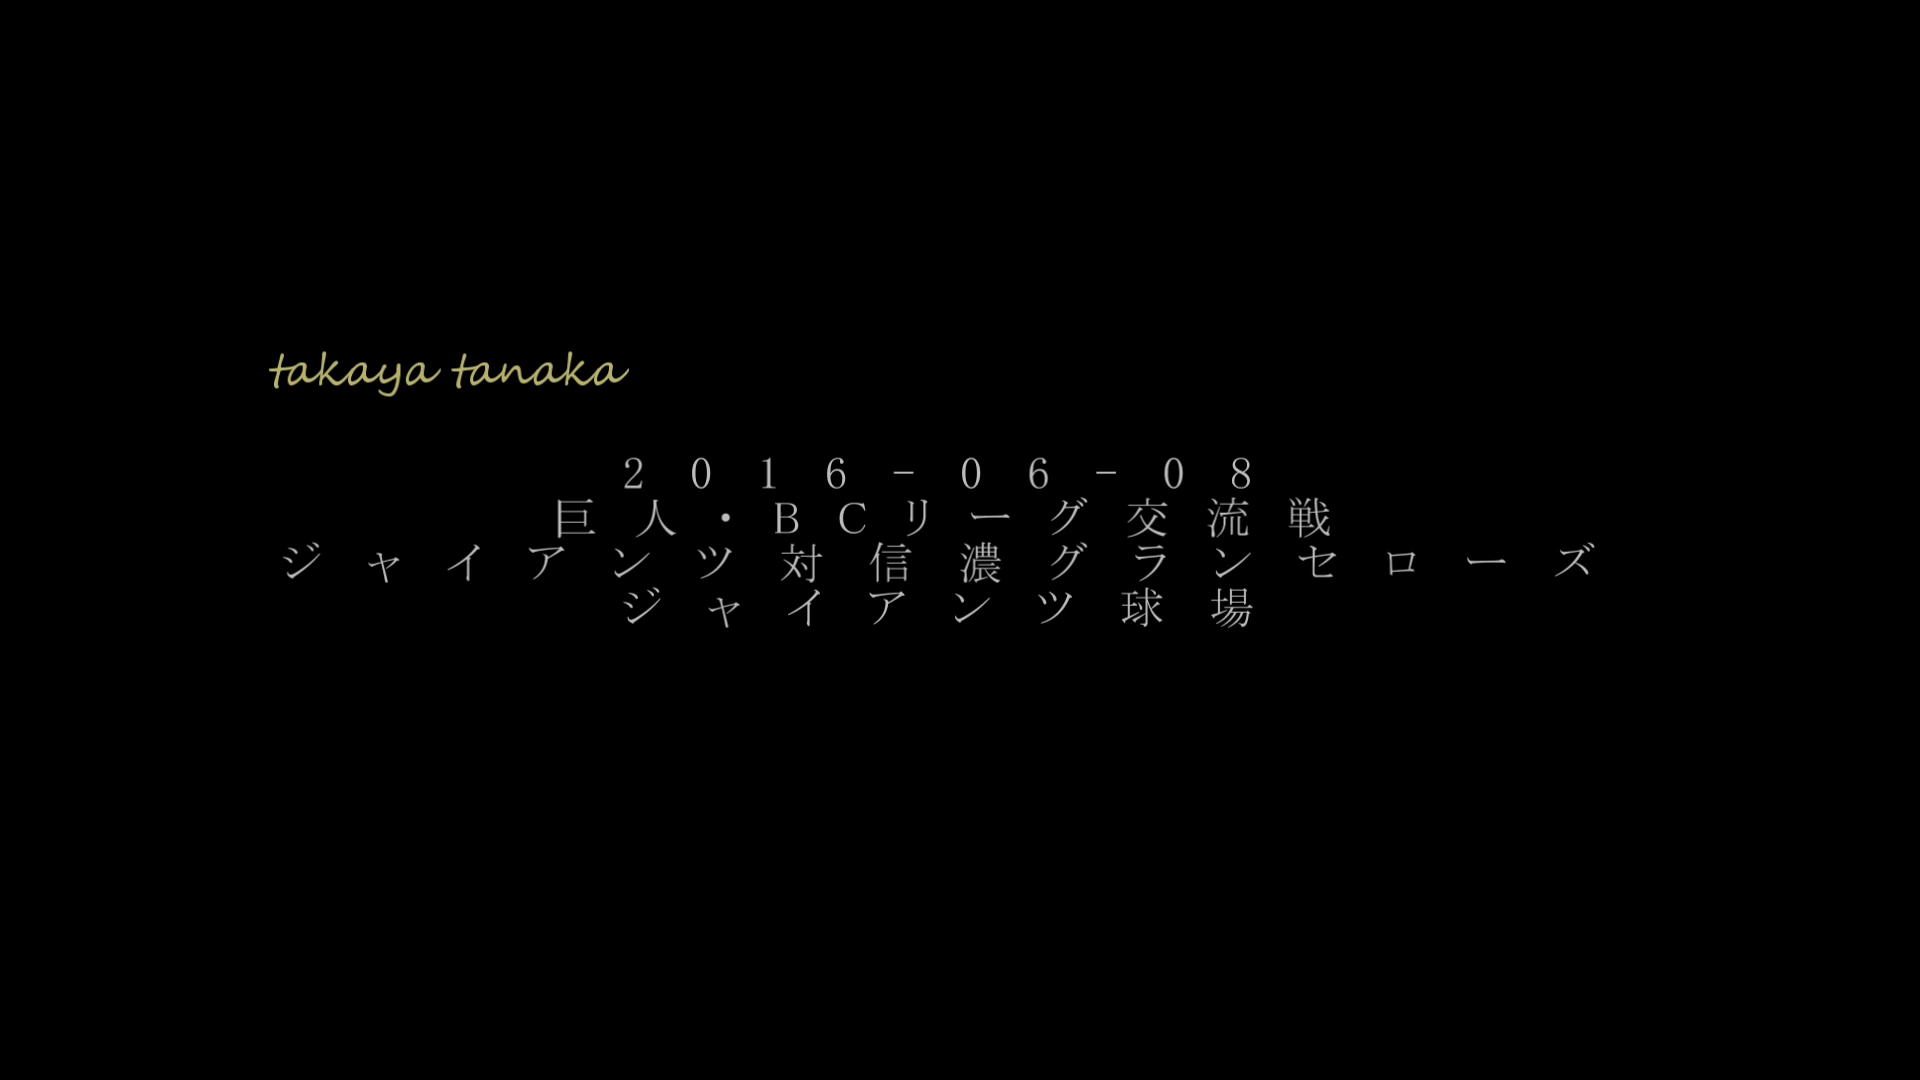 takaya tanaka
2016-06-08
巨人・BCリーグ交流戦
ジャイアンツ対信濃グランセローズ
ジャイアンツ球場